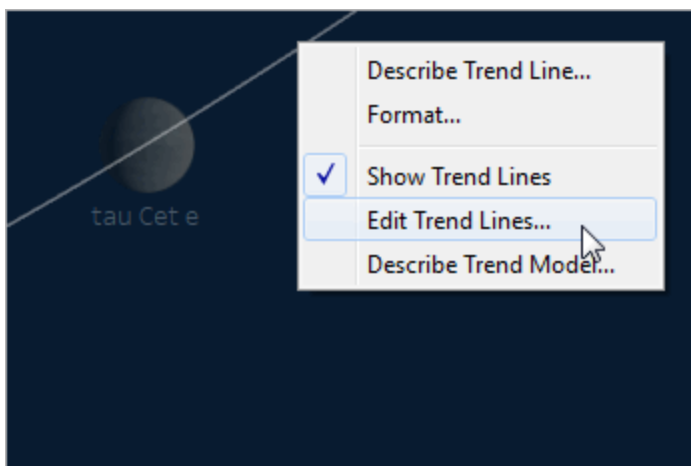 Describe Trend Line...
Format...
Show Trend Lines
tau Cet e
Edit Trend Lines...
Describe Trend Model...